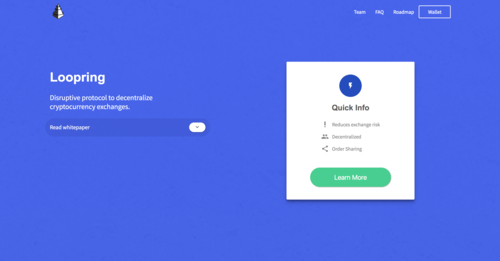 Team FAQ Roadmap Wallet
Loopring
Disruptive protocol to decentralize
cryptocurrency exchanges.
Read whitepaper
Quick Info
Reduces exchange risk
Decentralized
Order Sharing
Learn More